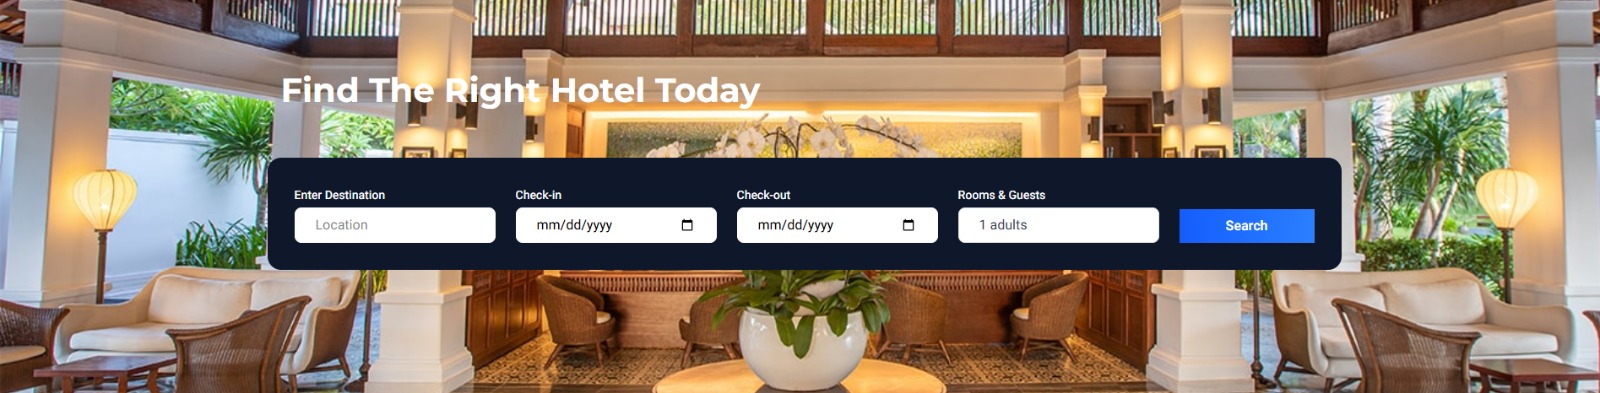 Find The Right Hotel Today
Enter Destination Check-in Check-out Rooms & Guests
Location mm/dd/yyyy mm/dd/yyyy 1 adults Search